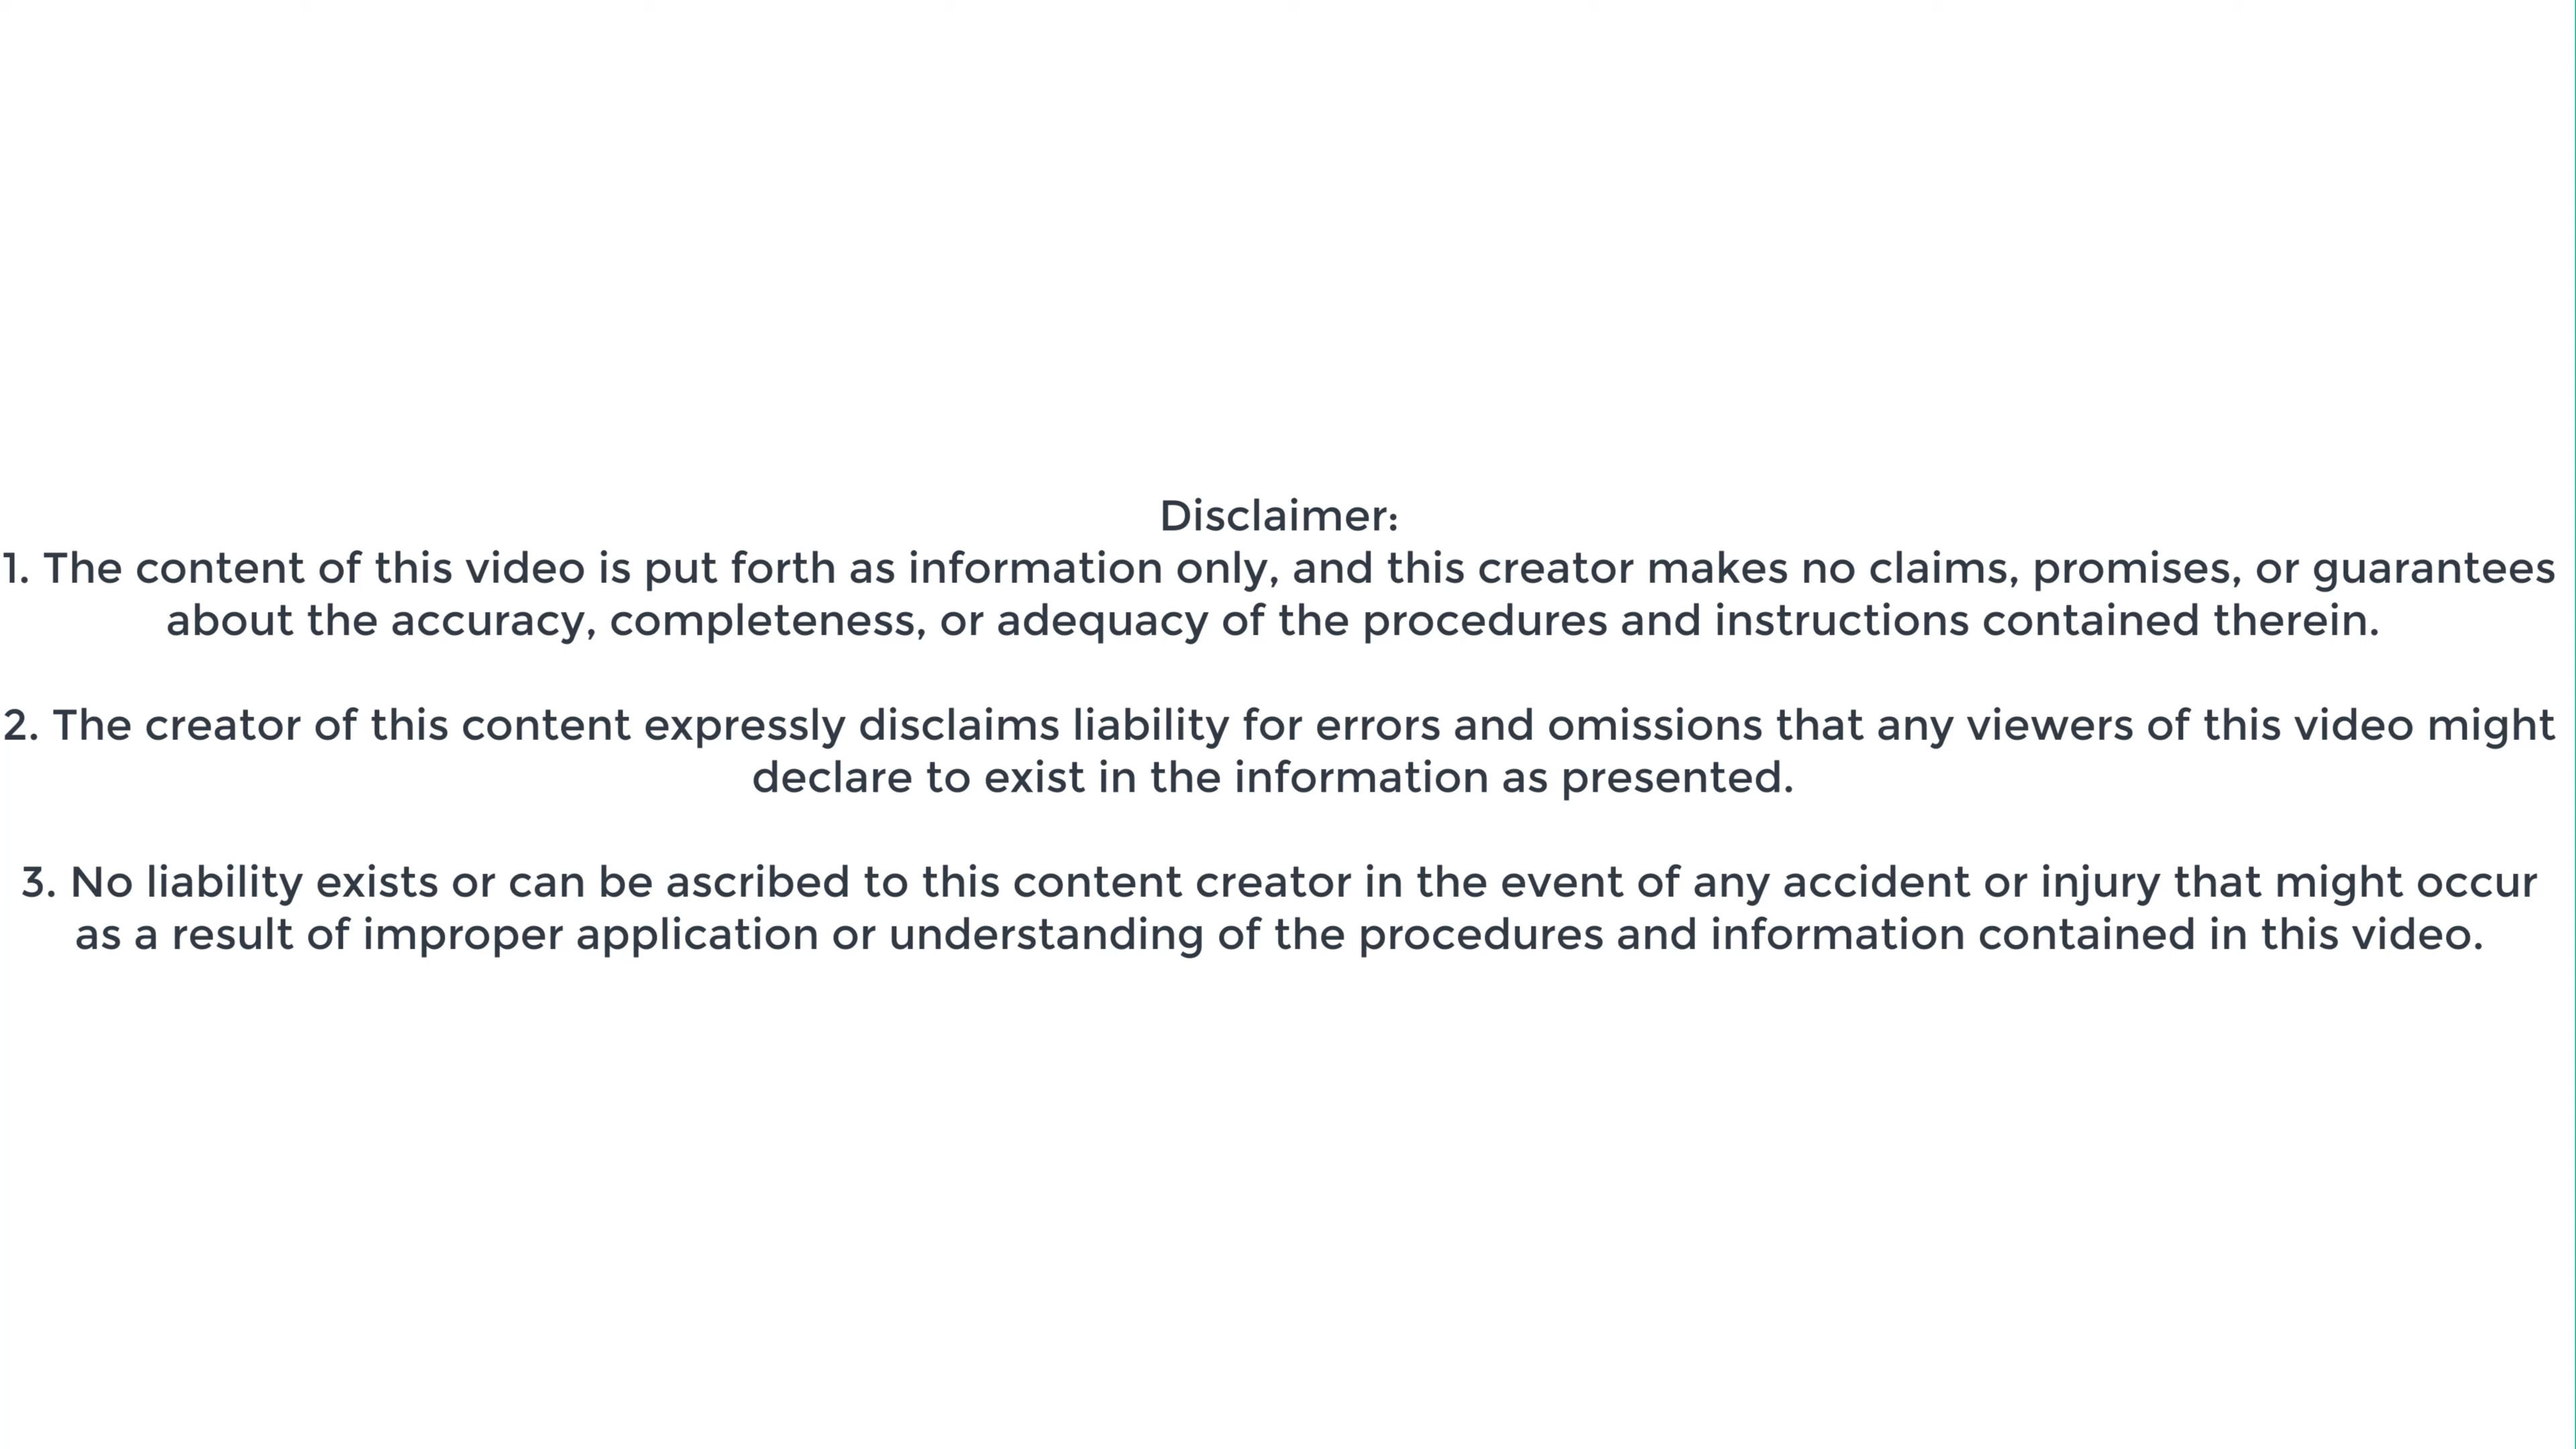 Disclaimer:
1. The content of this video is put forth as information only, and this creator makes no claims, promises, or guarantees
about the accuracy, completeness, or adequacy of the procedures and instructions contained therein.
2. The creator of this content expressly disclaims liability for errors and omissions that any viewers of this video might
declare to exist in the information as presented.
3. No liability exists or can be ascribed to this content creator in the event of any accident or injury that might occur
as a result of improper application or understanding of the procedures and information contained in this video.